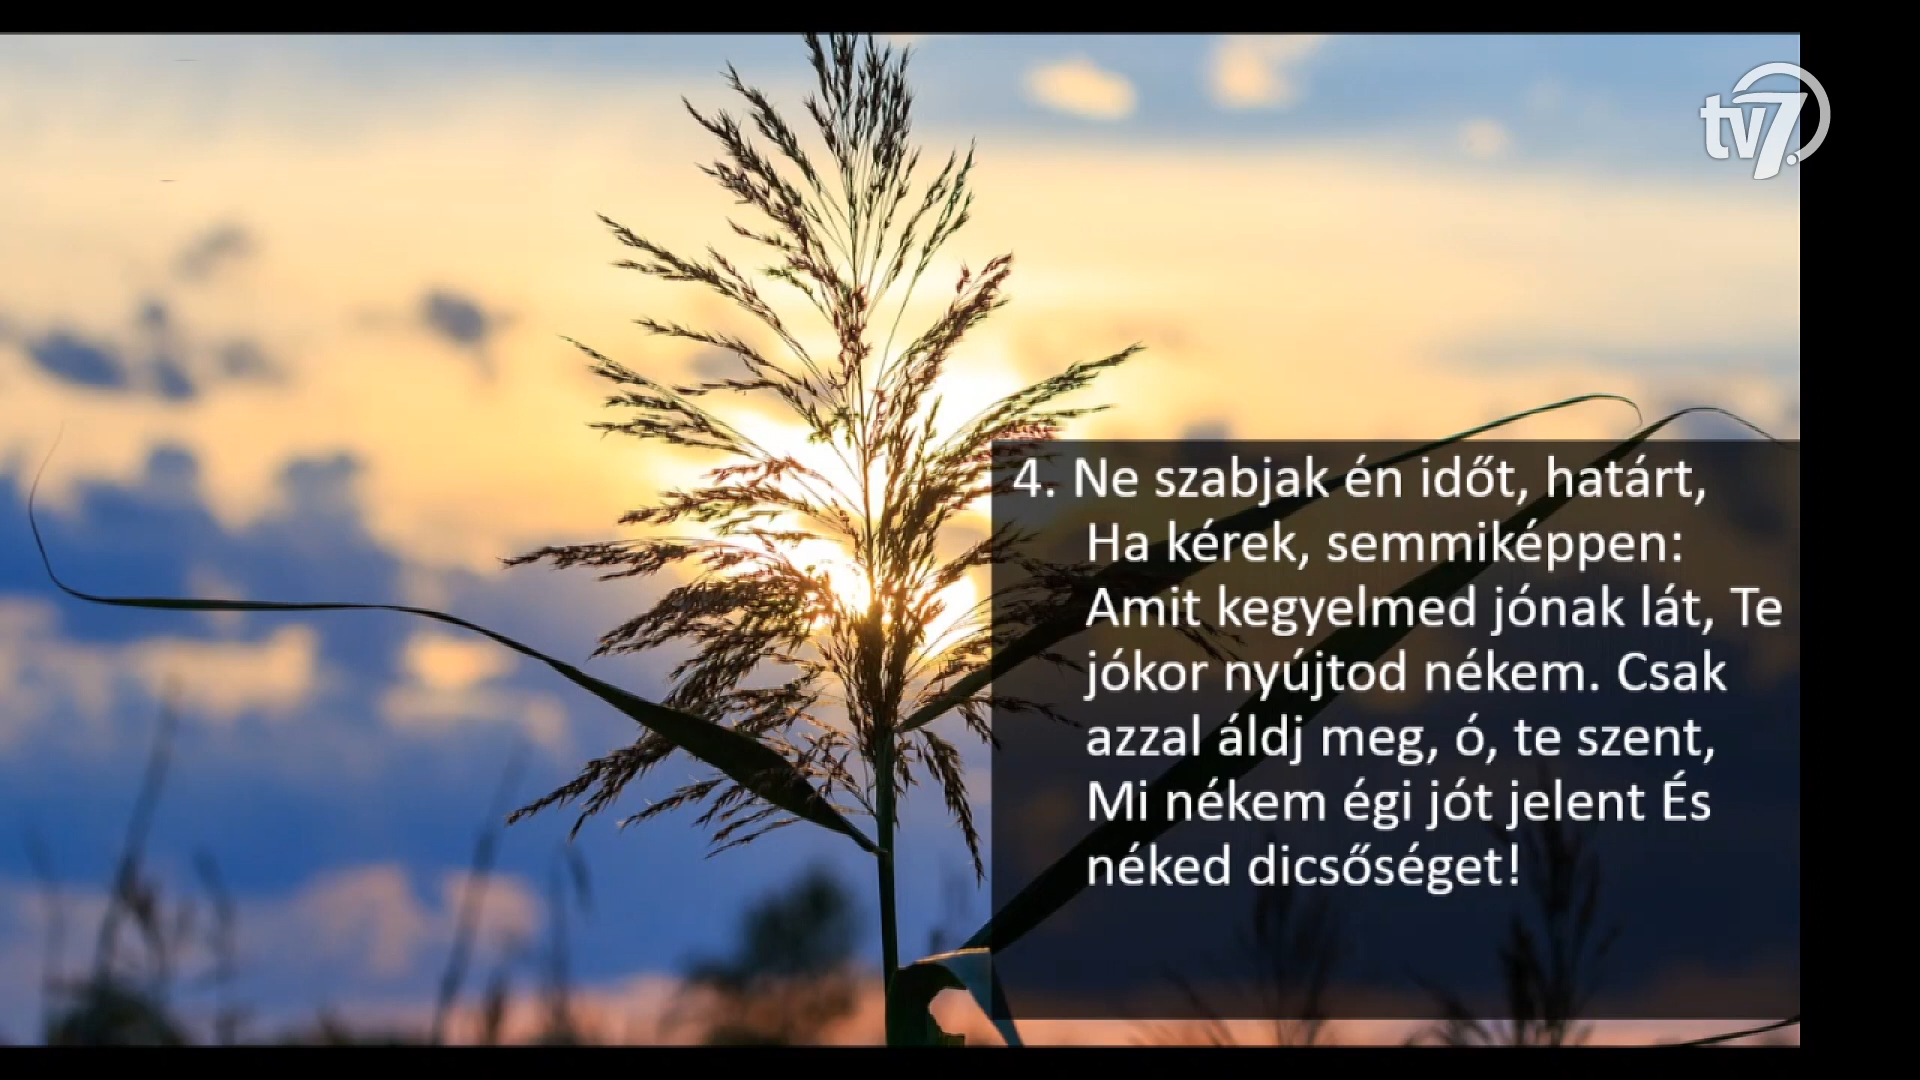 tv7
4. Ne szabjak én időt, határt,
Ha kérek, semmiképpen:
Amit kegyelmed jónak lát, Te
jókor nyújtod nékem. Csak
azzal áldj meg, ó, te szent,
Mi nékem égi jót jelent És
néked dicsőséget!